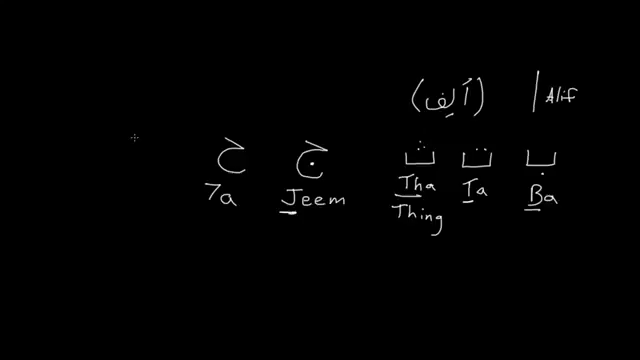 ا Alif
(أَلِف)
ب ت ث ج ح
Ba Ta Tha Jeem 7a
Thing